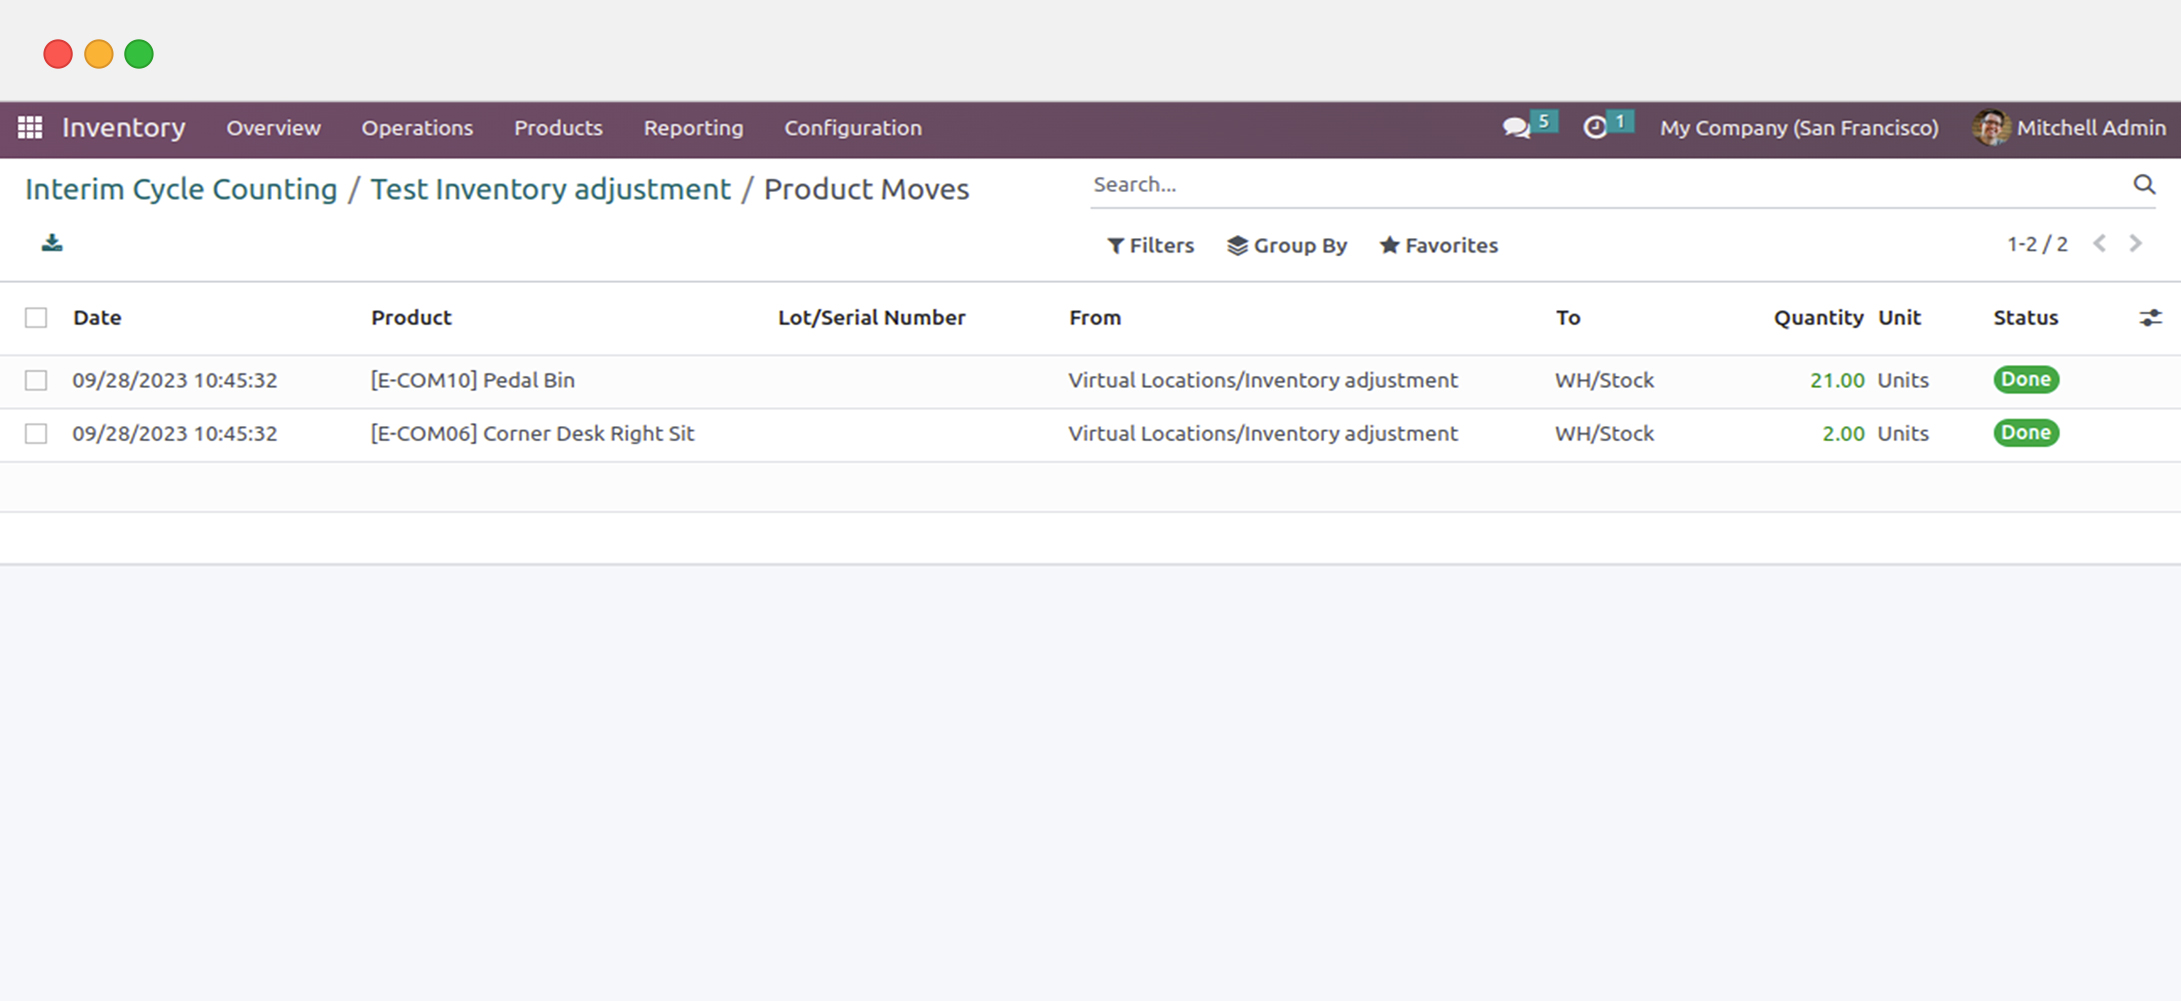 Inventory Overview Operations Products Reporting Configuration 5 1 My Company (San Francisco) Mitchell Admin
Interim Cycle Counting / Test Inventory adjustment / Product Moves Search...
Filters Group By Favorites 1-2 / 2
Date Product Lot/Serial Number From To Quantity Unit Status
09/28/2023 10:45:32 [E-COM10] Pedal Bin Virtual Locations/Inventory adjustment WH/Stock 21.00 Units Done
09/28/2023 10:45:32 [E-COM06] Corner Desk Right Sit Virtual Locations/Inventory adjustment WH/Stock 2.00 Units Done